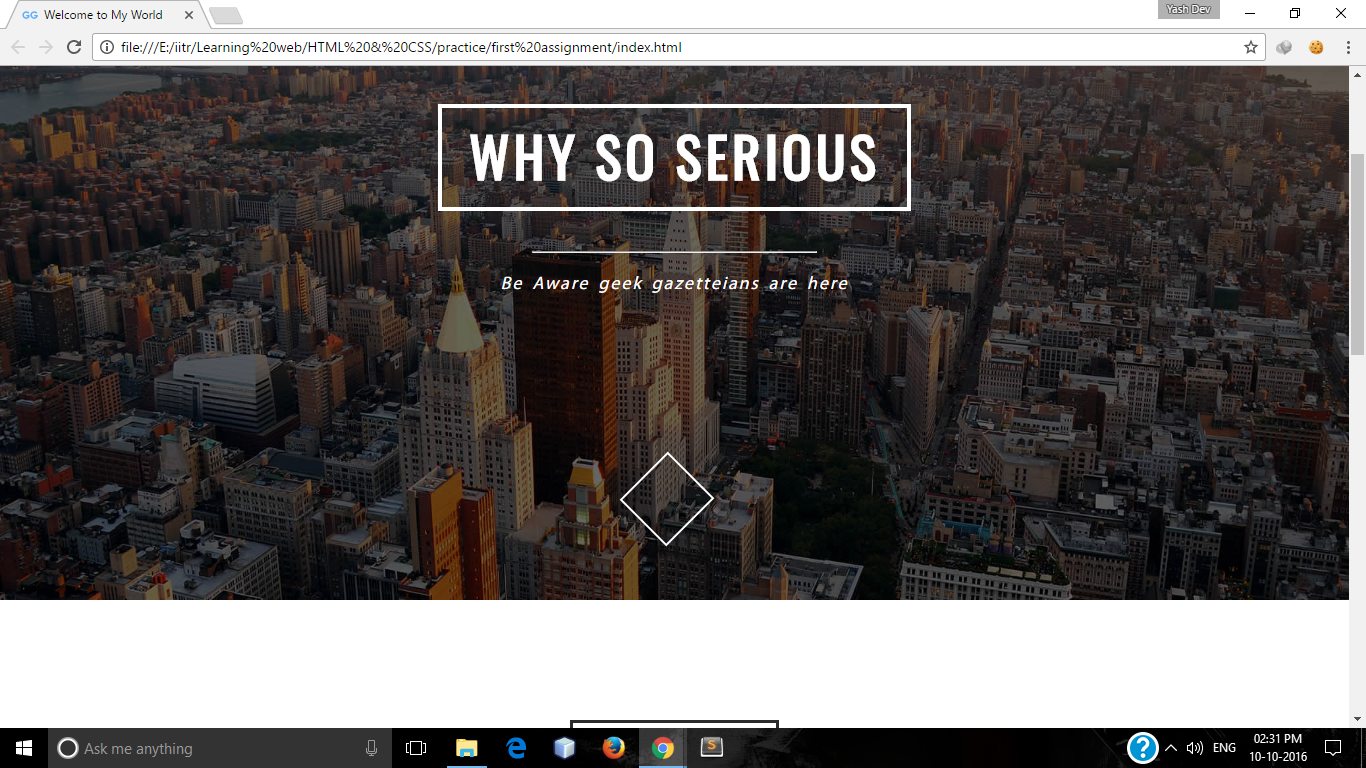 GG Welcome to My World
Yash Dev
file:///E:/iitr/Learning%20web/HTML%20&%20CSS/practice/first%20assignment/index.html
WHY SO SERIOUS
Be Aware geek gazetteians are here
Ask me anything
S
?
ENG
02:31 PM
10-10-2016